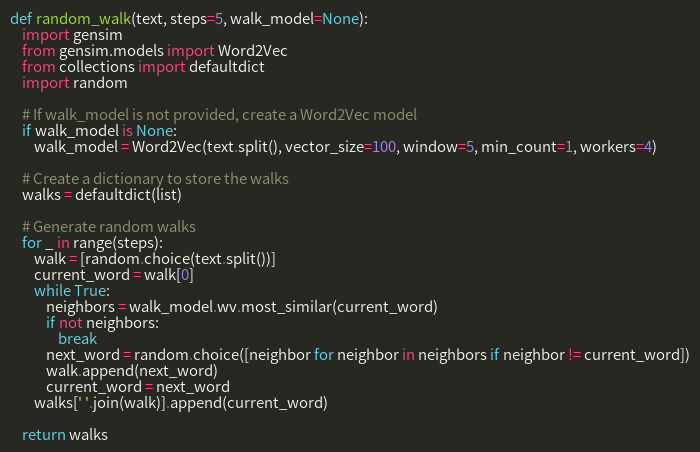 def random_walk(text, steps=5, walk_model=None):
    import gensim
    from gensim.models import Word2Vec
    from collections import defaultdict
    import random

    # If walk_model is not provided, create a Word2Vec model
    if walk_model is None:
        walk_model = Word2Vec(text.split(), vector_size=100, window=5, min_count=1, workers=4)

    # Create a dictionary to store the walks
    walks = defaultdict(list)

    # Generate random walks
    for _ in range(steps):
        walk = [random.choice(text.split())]
        current_word = walk[0]
        while True:
            neighbors = walk_model.wv.most_similar(current_word)
            if not neighbors:
                break
            next_word = random.choice([neighbor for neighbor in neighbors if neighbor != current_word])
            walk.append(next_word)
            current_word = next_word
        walks[' '.join(walk)].append(current_word)

    return walks